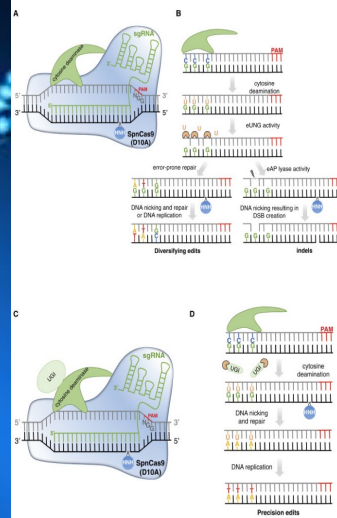 A
sgRNA
cytosine deaminase
PAM
5'
3'
3'
5'
HNH
SpnCas9
(D10A)
B
PAM
C C C
G G G
cytosine
deamination
U U U
G G G
eUNG activity
U
U
U
G G G
error-prone repair
eAP lyase activity
A T G
G G G
G G G
HNH
HNH
DNA nicking and repair
or DNA replication
DNA nicking resulting in
DSB creation
G G G
Diversifying edits
indels
C
UGI
cytosine deaminase
sgRNA
PAM
5'
3'
3'
5'
HNH
SpnCas9
(D10A)
D
PAM
C C C
G G G
UGI
UGI
cytosine
deamination
U U U
G G G
HNH
DNA nicking
and repair
U U U
A A A
DNA replication
T T T
A A A
Precision edits